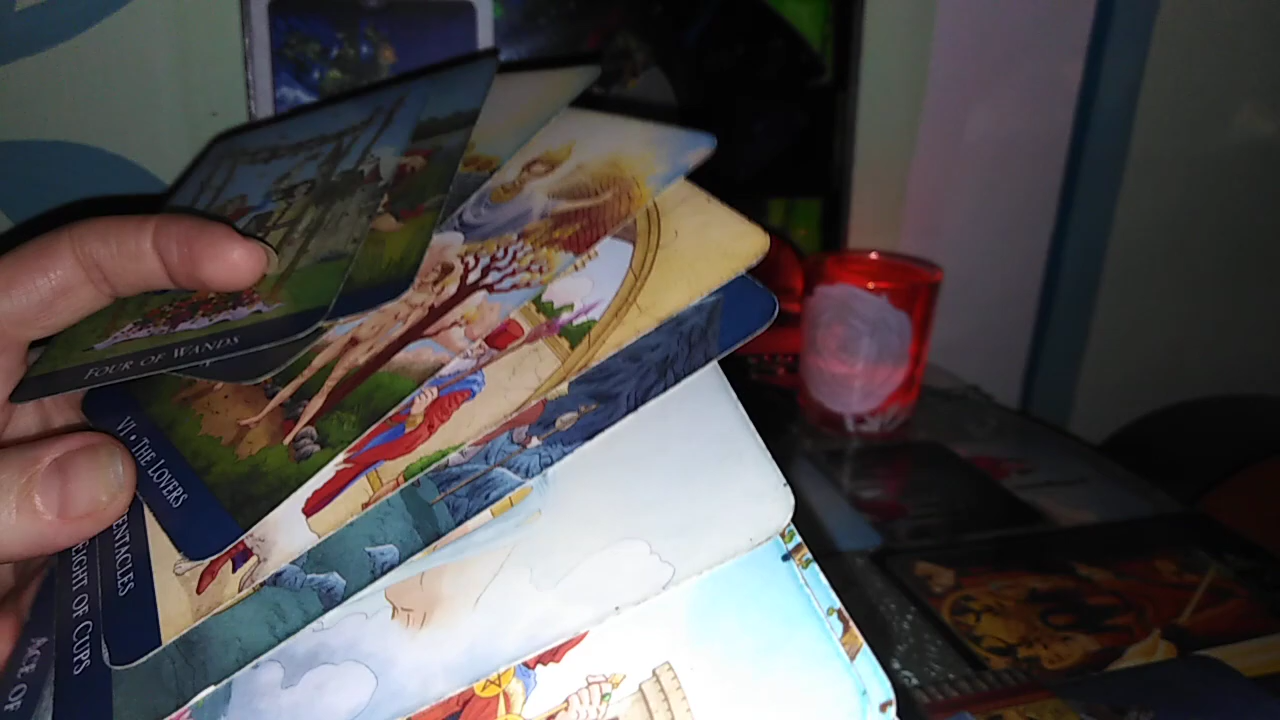 FOUR OF WANDS
VI • THE LOVERS
ENTACLES
EIGHT OF CUPS
ACE OF